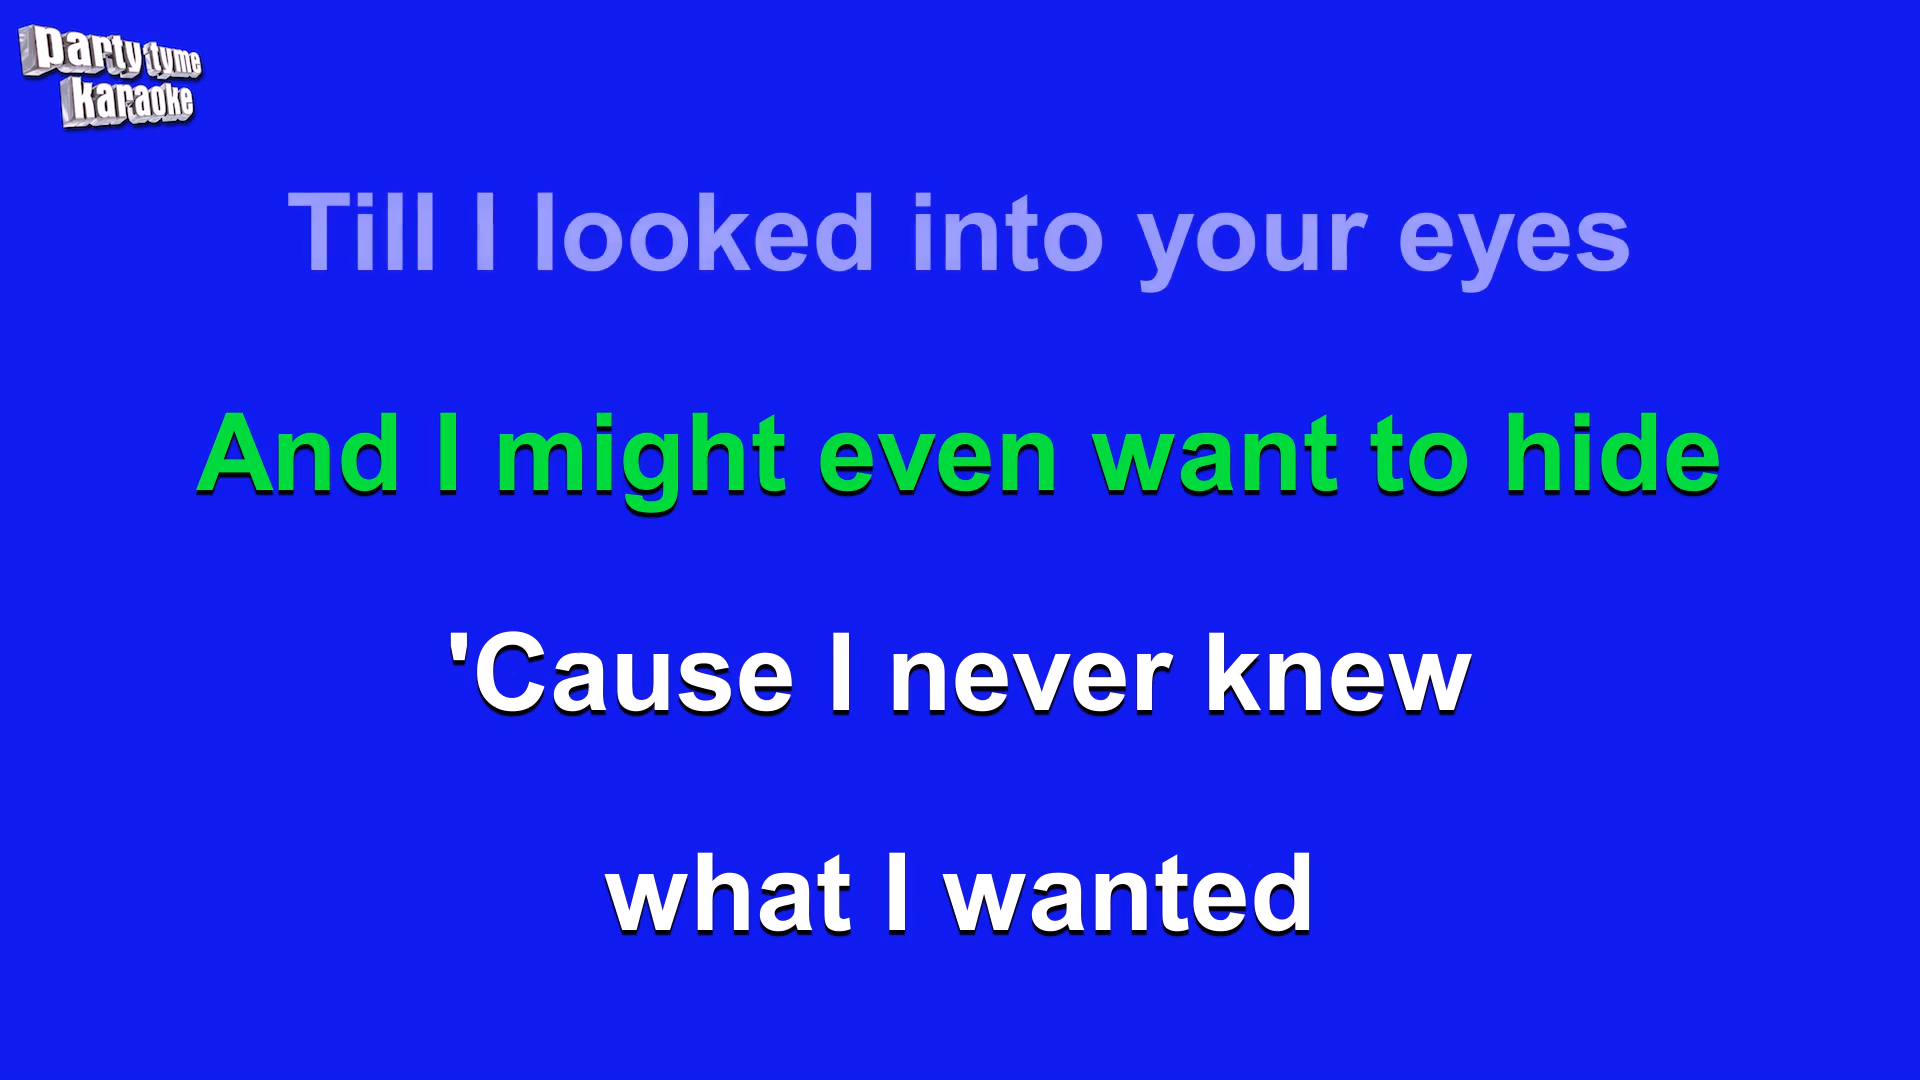 party tyme
karaoke
Till I looked into your eyes
And I might even want to hide
'Cause I never knew
what I wanted